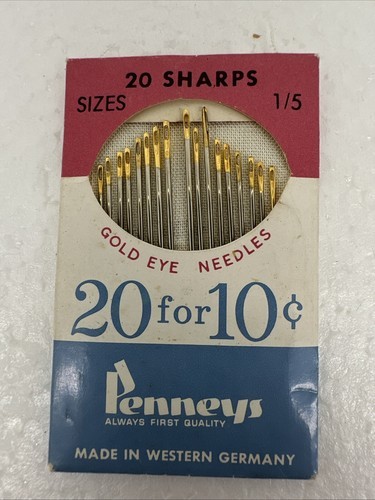 20 SHARPS
SIZES 1/5
GOLD EYE NEEDLES
20 for 10¢
Penneys
ALWAYS FIRST QUALITY
MADE IN WESTERN GERMANY